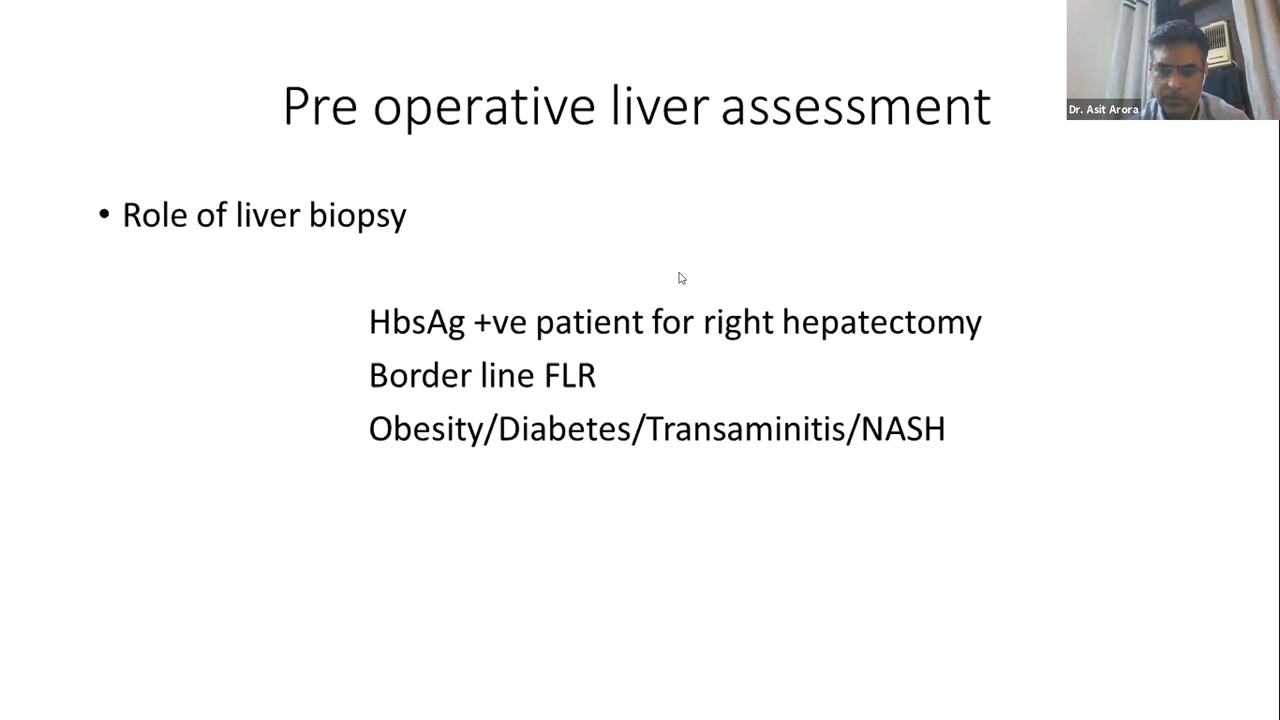 Pre operative liver assessment
Dr. Asit Arora
• Role of liver biopsy
HbsAg +ve patient for right hepatectomy
Border line FLR
Obesity/Diabetes/Transaminitis/NASH